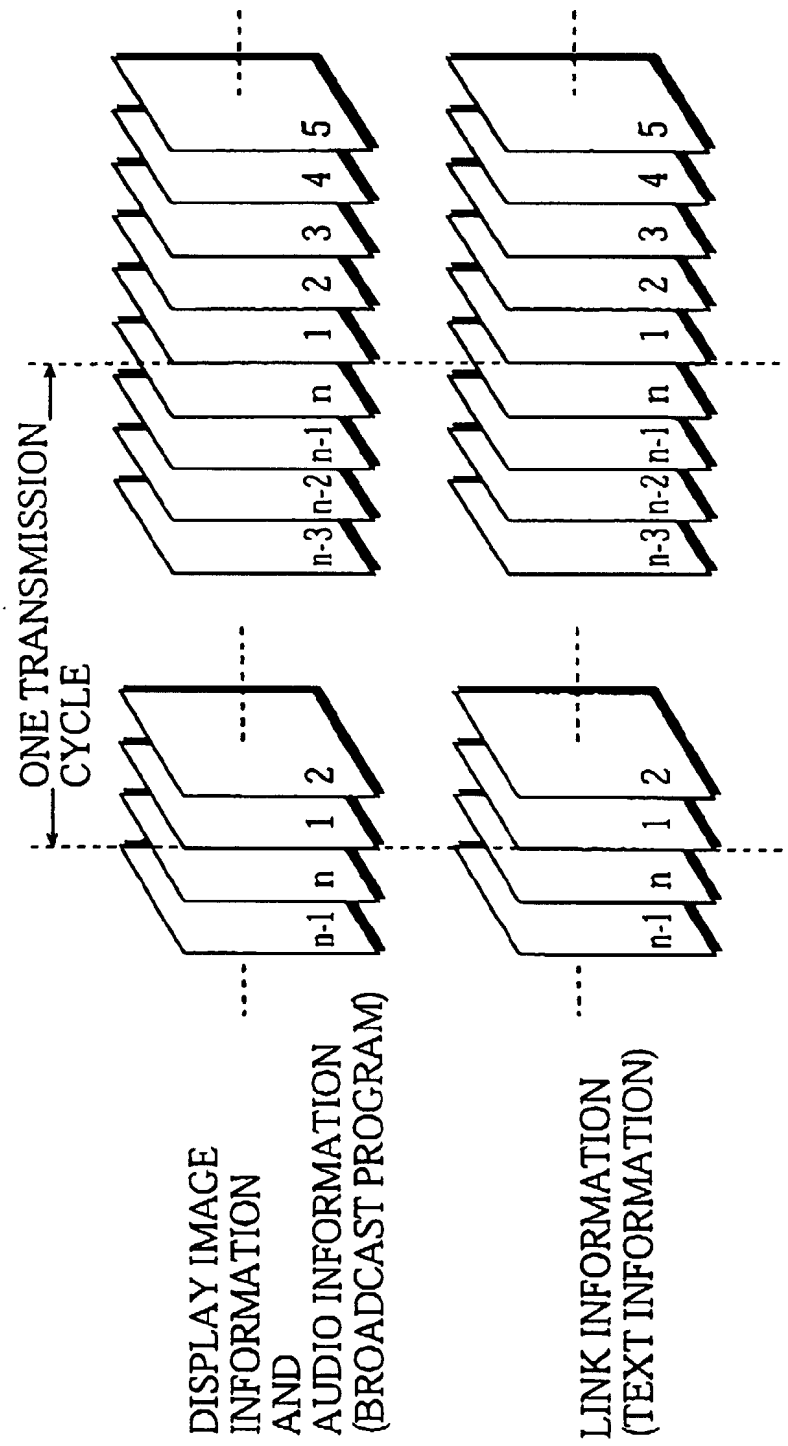 ONE TRANSMISSION
CYCLE
DISPLAY IMAGE
INFORMATION
AND
AUDIO INFORMATION
(BROADCAST PROGRAM)
n-1 n 1 2
n-3 n-2 n-1 n 1 2 3 4 5
LINK INFORMATION
(TEXT INFORMATION)
n-1 n 1 2
n-3 n-2 n-1 n 1 2 3 4 5